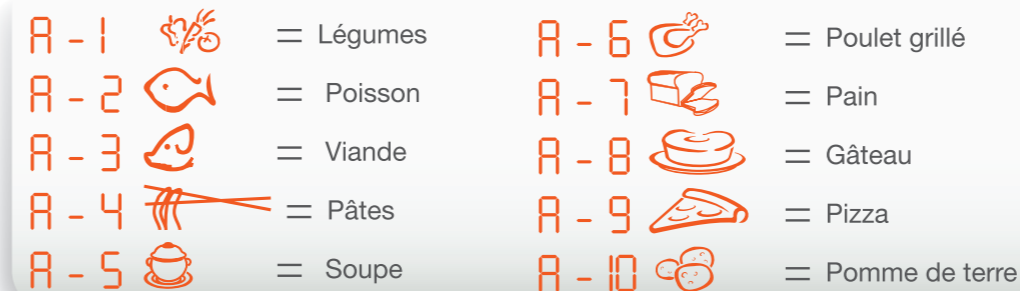 A-1 = Légumes
A-2 = Poisson
A-3 = Viande
A-4 = Pâtes
A-5 = Soupe
A-6 = Poulet grillé
A-7 = Pain
A-8 = Gâteau
A-9 = Pizza
A-10 = Pomme de terre